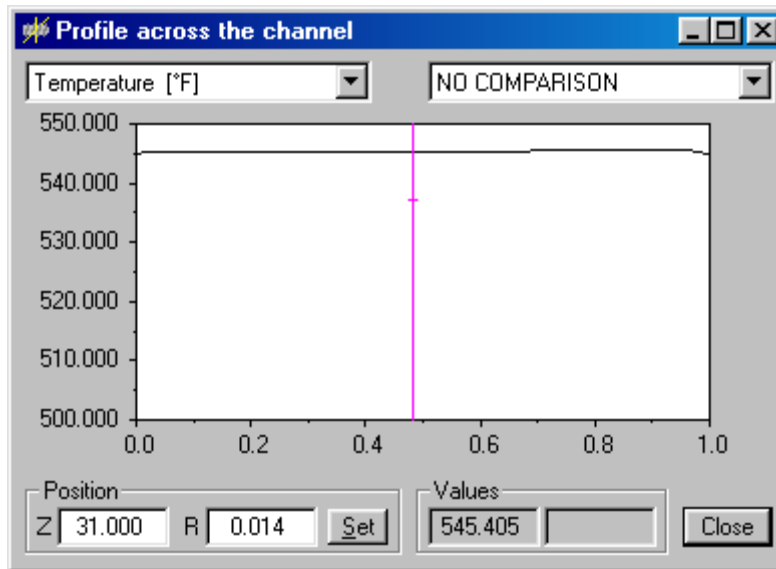 Profile across the channel
Temperature [°F]
NO COMPARISON
550.000
540.000
530.000
520.000
510.000
500.000
0.0 0.2 0.4 0.6 0.8 1.0
Position
Values
Z 31.000 R 0.014 Set 545.405 Close